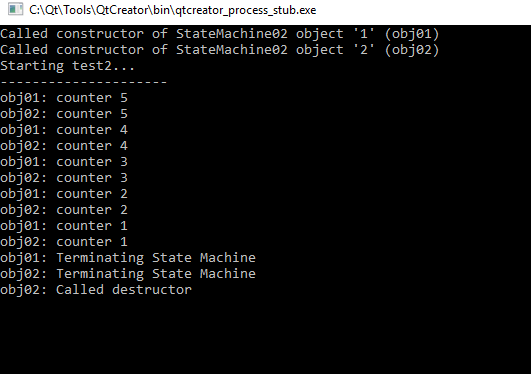 C:\Qt\Tools\QtCreator\bin\qtcreator_process_stub.exe
Called constructor of StateMachine02 object '1' (obj01)
Called constructor of StateMachine02 object '2' (obj02)
Starting test2...
---------------------
obj01: counter 5
obj02: counter 5
obj01: counter 4
obj02: counter 4
obj01: counter 3
obj02: counter 3
obj01: counter 2
obj02: counter 2
obj01: counter 1
obj02: counter 1
obj01: Terminating State Machine
obj02: Terminating State Machine
obj02: Called destructor